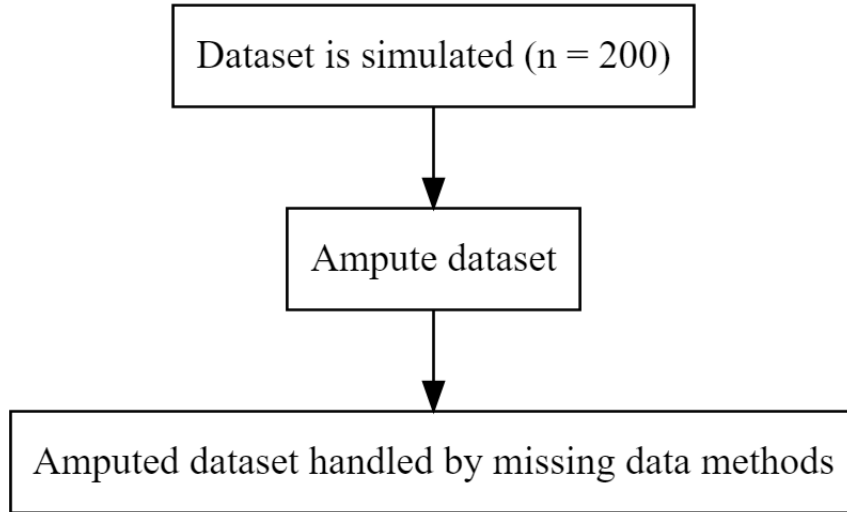 Dataset is simulated (n = 200)
Ampute dataset
Amputed dataset handled by missing data methods